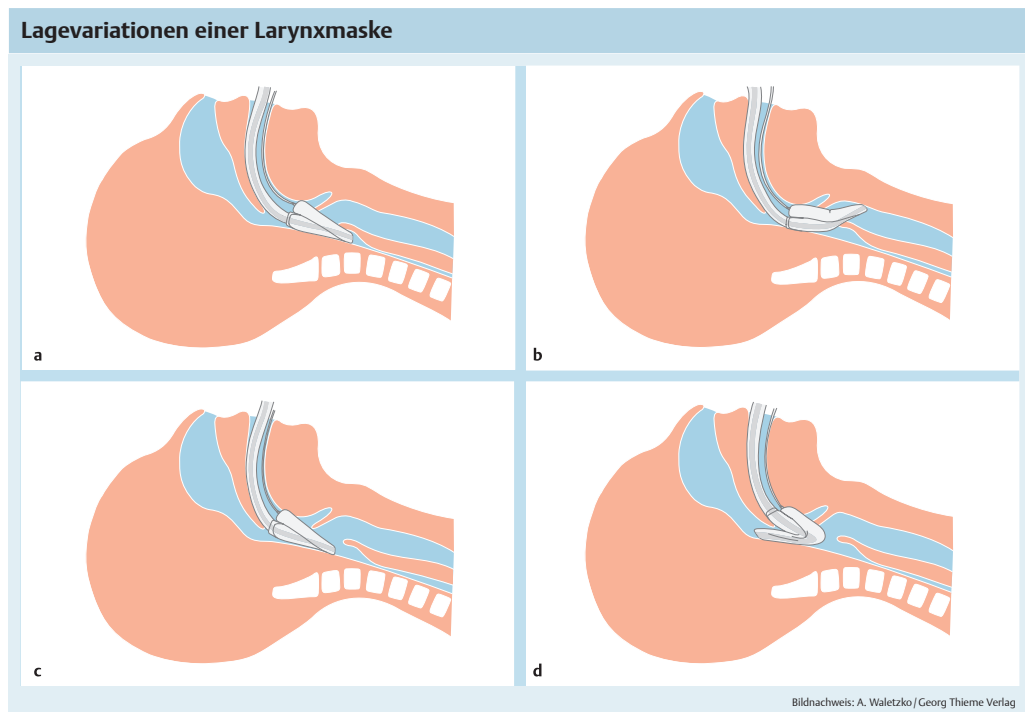 Lagevariationen einer Larynxmaske
a
b
c
d
Bildnachweis: A. Waletzko / Georg Thieme Verlag